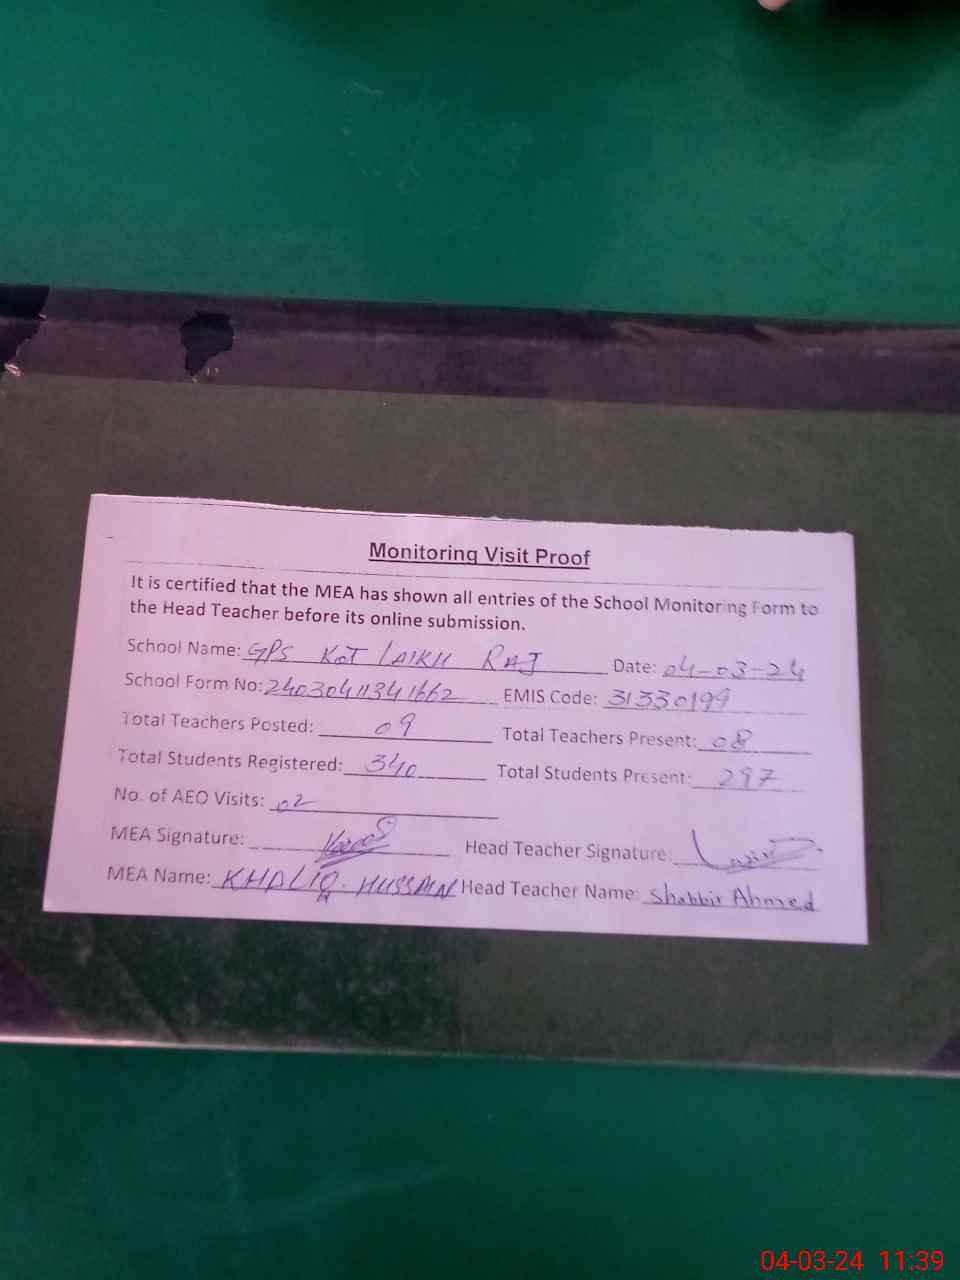 Monitoring Visit Proof
It is certified that the MEA has shown all entries of the School Monitoring Form to
the Head Teacher before its online submission.
School Name: GPS KOT LAIKH RAJ Date: 04-03-24
School Form No: 24030411341662 EMIS Code: 31330199
Total Teachers Posted: 09 Total Teachers Present: 08
Total Students Registered: 340 Total Students Present: 297
No. of AEO Visits: 02
MEA Signature: Head Teacher Signature:
MEA Name: KHALIQ. HUSSAIN Head Teacher Name: Shabbir Ahmed
04-03-24 11:39